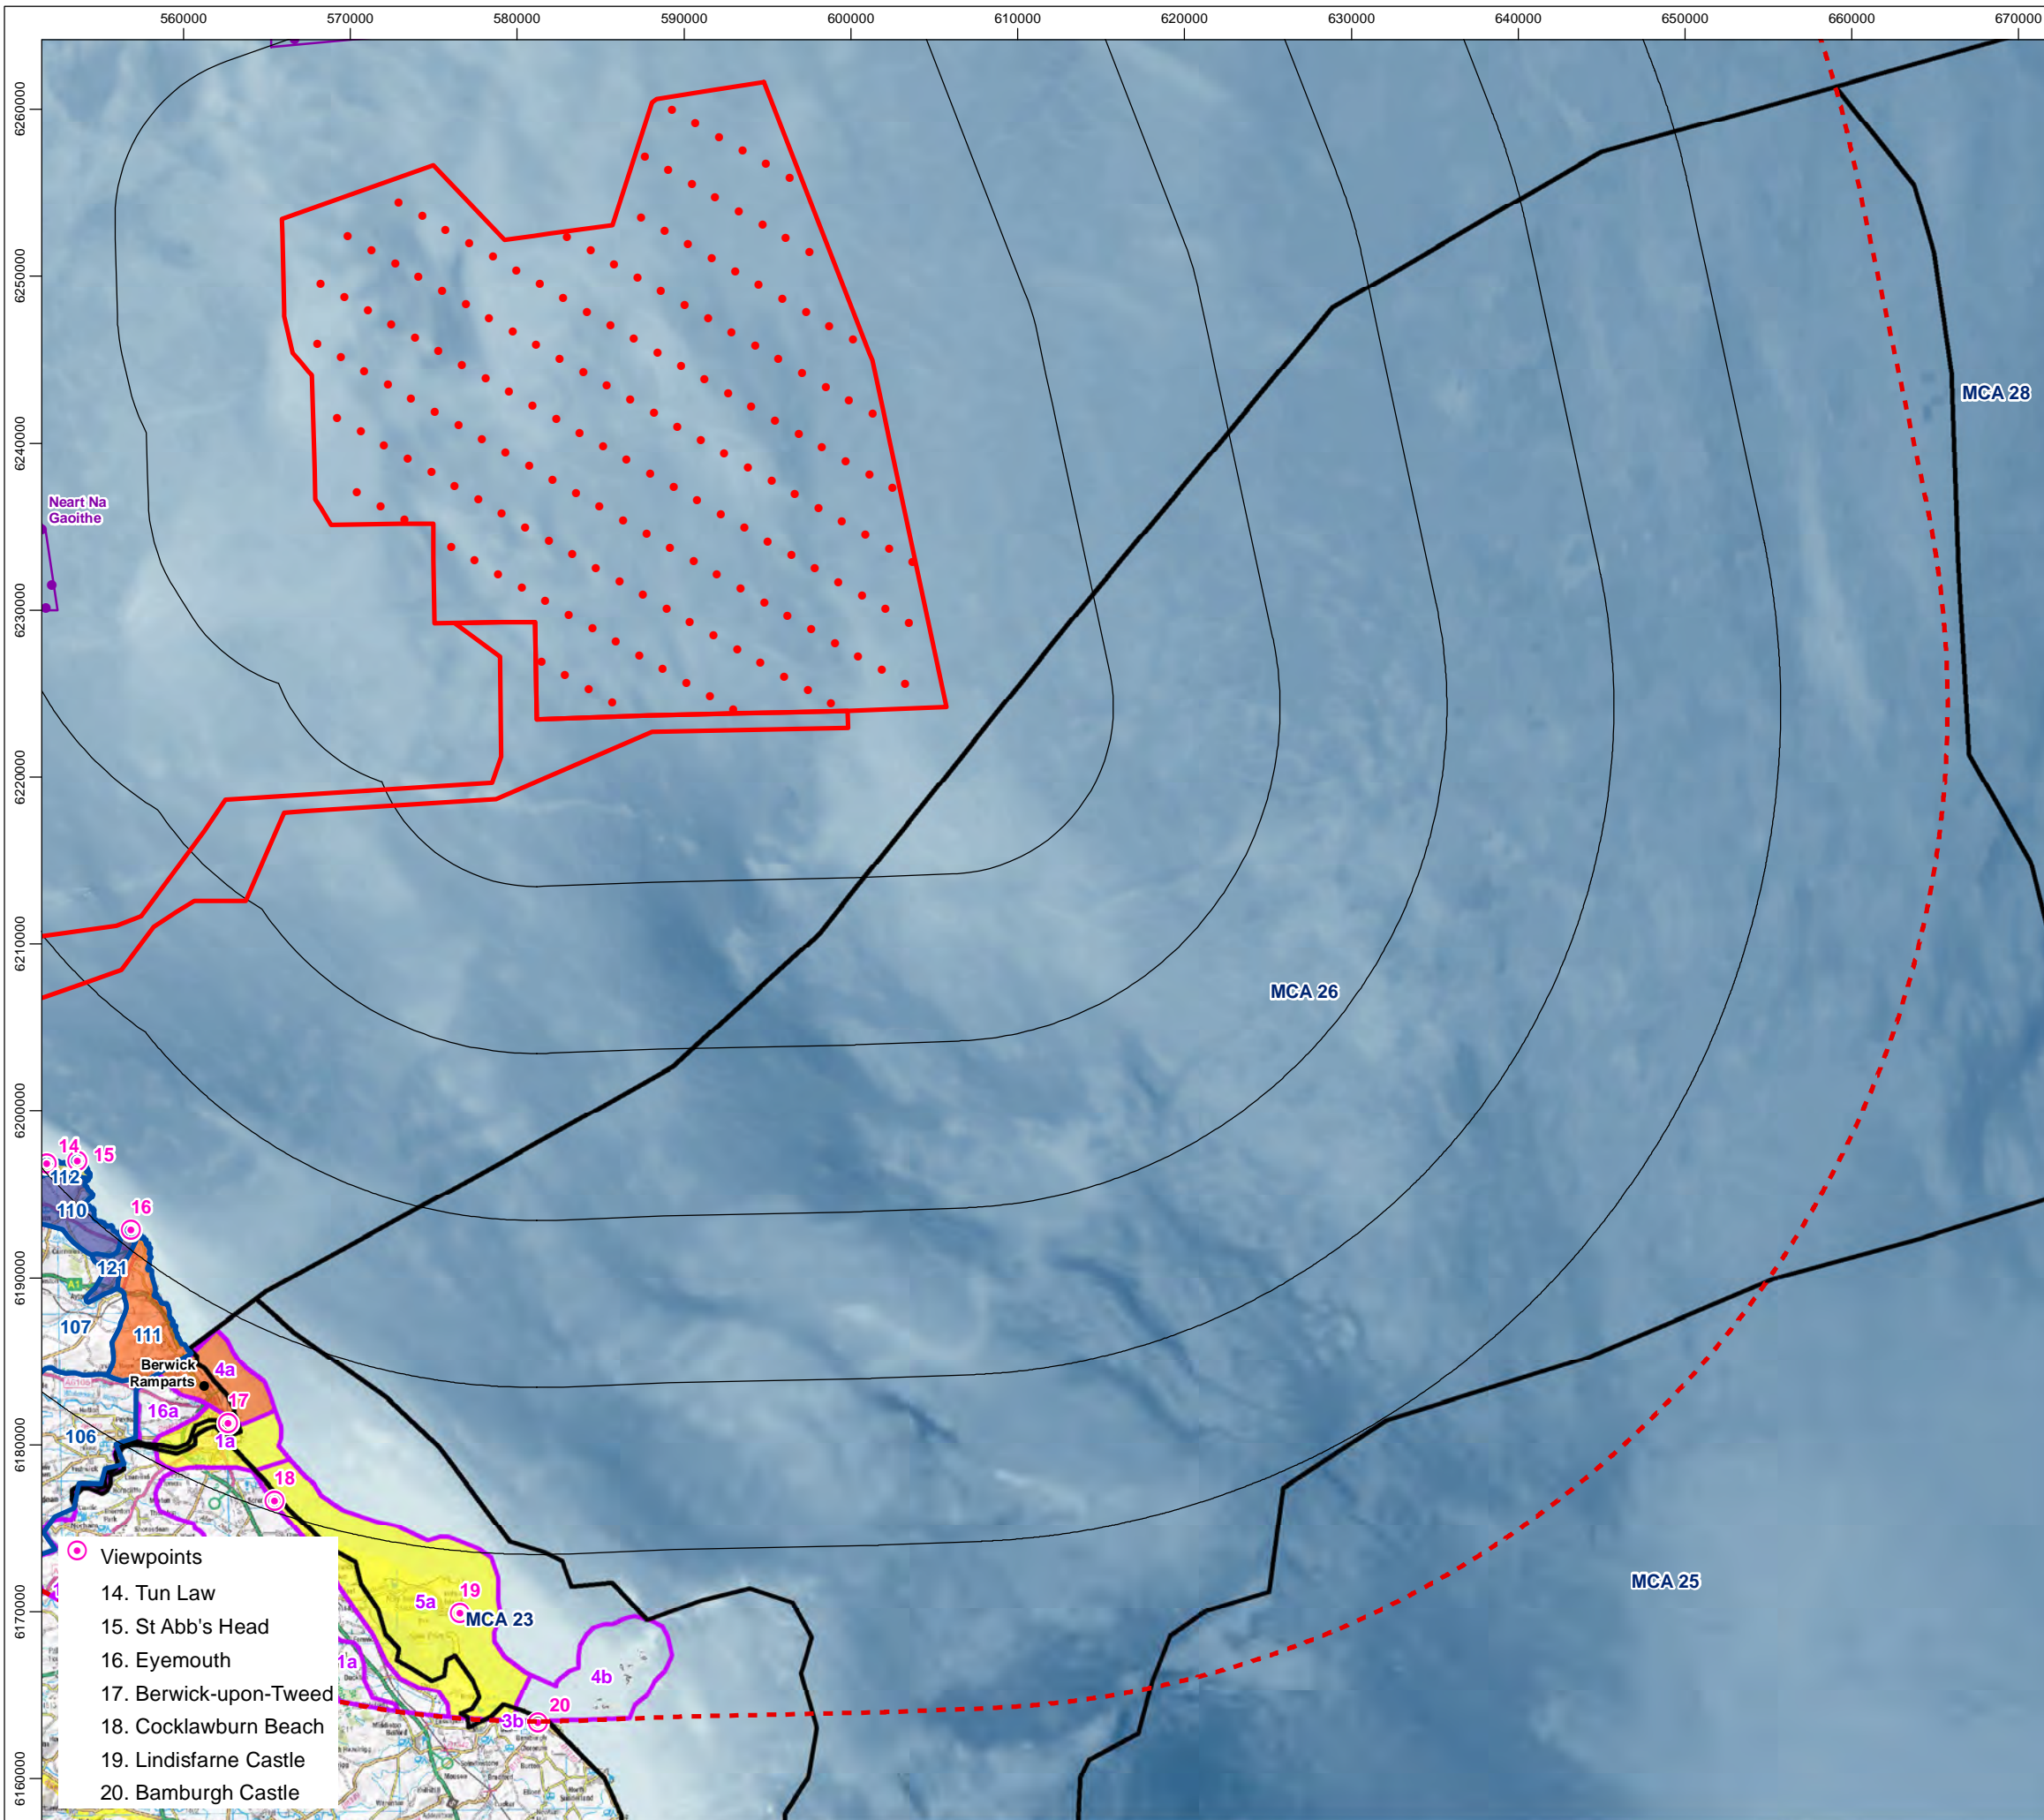 560000 570000 580000 590000 600000 610000 620000 630000 640000 650000 660000 670000
6260000
6250000
6240000
6230000
6220000
6210000
6200000
6190000
6180000
6170000
6160000
MCA 28
Neart Na
Gaoithe
MCA 26
14
15
112
110
16
121
A1
107
111
Berwick
Ramparts
4a
17
16a
106
1a
18
19
5a
MCA 23
MCA 25
1a
4b
20
3b
Viewpoints
14. Tun Law
15. St Abb's Head
16. Eyemouth
17. Berwick-upon-Tweed
18. Cocklawburn Beach
19. Lindisfarne Castle
20. Bamburgh Castle